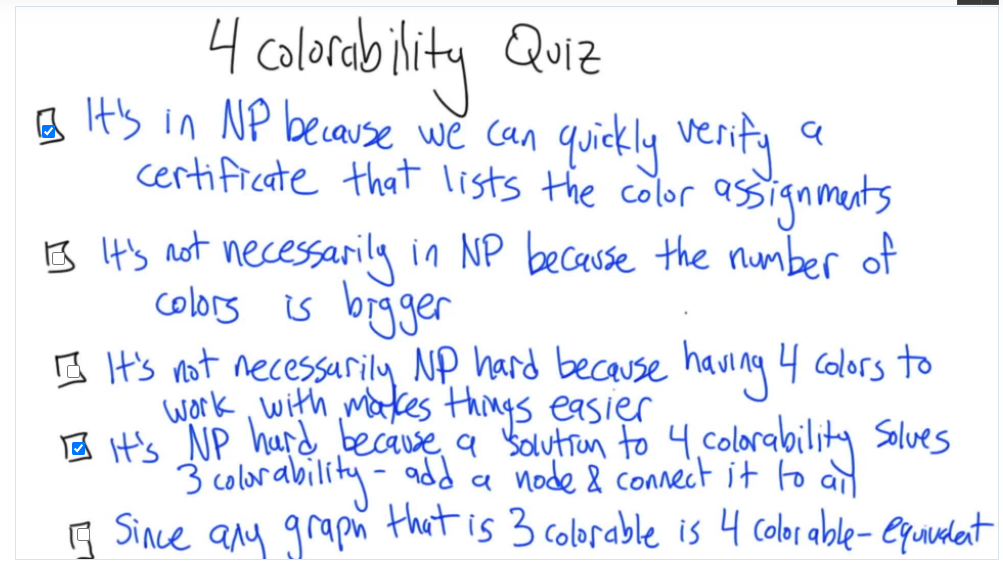 4 colorability Quiz
It's in NP because we can quickly verify a
certificate that lists the color assignments
It's not necessarily in NP because the number of
colors is bigger
It's not necessarily NP hard because having 4 colors to
work with makes things easier
It's NP hard because a solution to 4 colorability solves
3 colorability - add a node & connect it to all
Since any graph that is 3 colorable is 4 colorable - equivalent